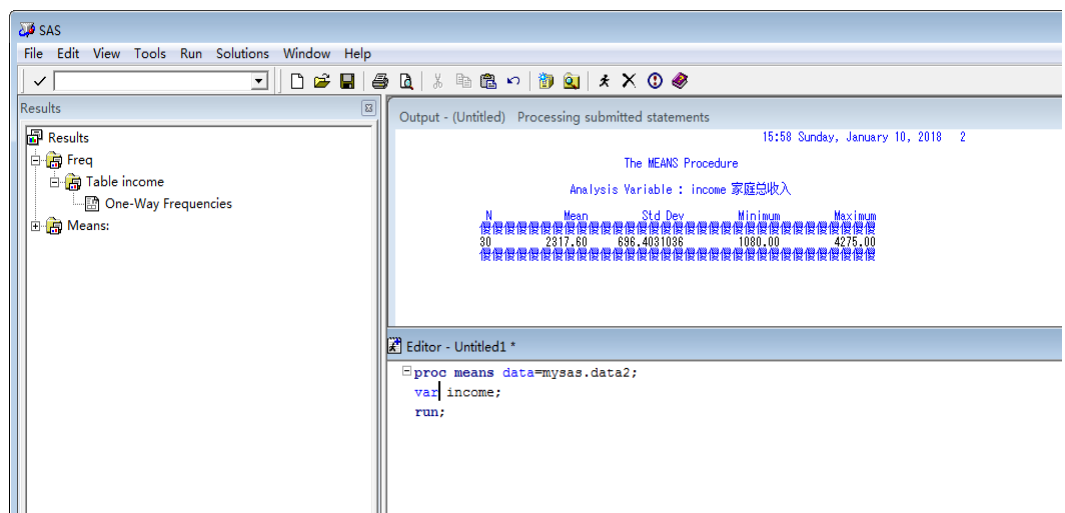 SAS
File Edit View Tools Run Solutions Window Help
Results
Results
Freq
Table income
One-Way Frequencies
Means:
Output - (Untitled) Processing submitted statements
15:58 Sunday, January 10, 2018 2
The MEANS Procedure
Analysis Variable : income 家庭总收入
N Mean Std Dev Minimum Maximum
30 2317.60 696.4031036 1080.00 4275.00
Editor - Untitled1 *
proc means data=mysas.data2;
var income;
run;